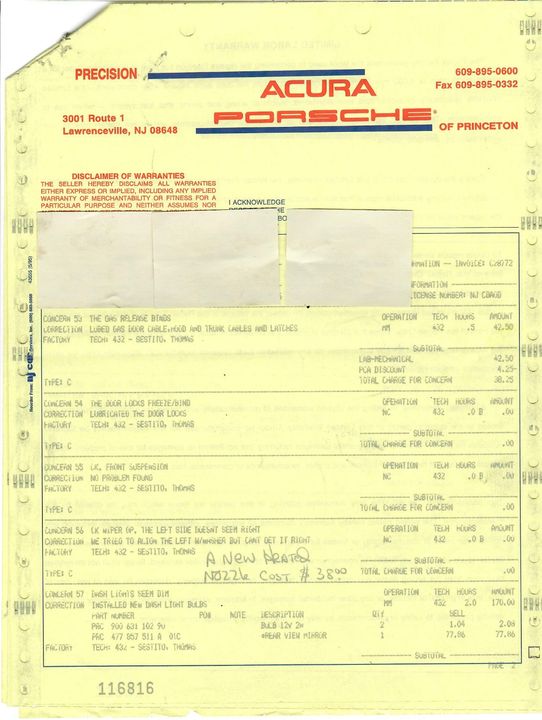 PRECISION
ACURA
PORSCHE
OF PRINCETON
609-895-0600
Fax 609-895-0332
3001 Route 1
Lawrenceville, NJ 08648
DISCLAIMER OF WARRANTIES
THE SELLER HEREBY DISCLAIMS ALL WARRANTIES
EITHER EXPRESS OR IMPLIED, INCLUDING ANY IMPLIED
WARRANTY OF MERCHANTABILITY OR FITNESS FOR A
PARTICULAR PURPOSE AND NEITHER ASSUMES NOR
I ACKNOWLEDGE
RMATION -- INVOICE: C28772
FORMATION
LICENSE NUMBER: NJ
CONCERN 53 THE GAS RELEASE BINDS OPERATION TECH HOURS AMOUNT
CORRECTION LUBED GAS DOOR CABLE,HOOD AND TRUNK CABLES AND LATCHES MM 432 .5 42.50
FACTORY TECH: 432 - SESTITO, THOMAS
SUBTOTAL
LAB-MECHANICAL 42.50
PCA DISCOUNT 4.25-
TYPE: C TOTAL CHARGE FOR CONCERN 38.25
CONCERN 54 THE DOOR LOCKS FREEZE/BIND OPERATION TECH HOURS AMOUNT
CORRECTION LUBRICATED THE DOOR LOCKS NC 432 .0 B .00
FACTORY TECH: 432 - SESTITO, THOMAS
SUBTOTAL
TYPE: C TOTAL CHARGE FOR CONCERN .00
CONCERN 55 CK. FRONT SUSPENSION OPERATION TECH HOURS AMOUNT
CORRECTION NO PROBLEM FOUND NC 432 .0 B .00
FACTORY TECH: 432 - SESTITO, THOMAS
SUBTOTAL
TYPE: C TOTAL CHARGE FOR CONCERN .00
CONCERN 56 CK WIPER OP. THE LEFT SIDE DOESNT SEEM RIGHT OPERATION TECH HOURS AMOUNT
CORRECTION WE TRIED TO ALIGN THE LEFT W/WASHER BUT CANT GET IT RIGHT NC 432 .0 B .00
FACTORY TECH: 432 - SESTITO, THOMAS
SUBTOTAL
A NEW HEATED
NOZZLE COST $38.00
TYPE: C TOTAL CHARGE FOR CONCERN .00
CONCERN 57 DASH LIGHTS SEEM DIM OPERATION TECH HOURS AMOUNT
CORRECTION INSTALLED NEW DASH LIGHT BULBS MM 432 2.0 170.00
PART NUMBER NOTE DESCRIPTION QTY SELL
PAC 900 631 102 90 BULB 12V 2W 2 1.04 2.08
PAC 477 857 511 A 01C *REAR VIEW MIRROR 1 77.86 77.86
FACTORY TECH: 432 - SESTITO, THOMAS
SUBTOTAL
PAGE 2
116816